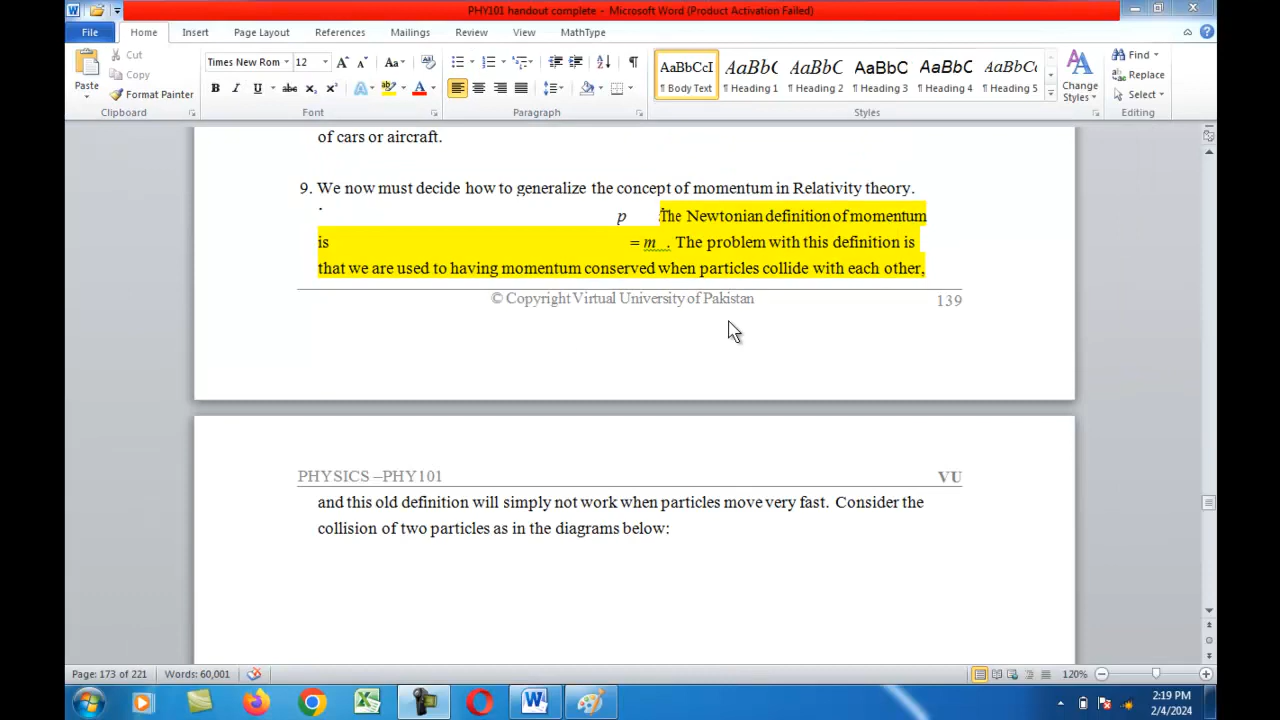 PHY101 handout complete - Microsoft Word (Product Activation Failed)
File Home Insert Page Layout References Mailings Review View MathType
Paste
Cut
Copy
Format Painter
Clipboard
Times New Rom 12
Font
Paragraph
AaBbCcI AaBbC AaBbC AaBbC AaBbC AaBbC
¶ Body Text ¶ Heading 1 ¶ Heading 2 ¶ Heading 3 ¶ Heading 4 ¶ Heading 5
Styles
Change Styles
Find
Replace
Select
Editing
of cars or aircraft.
9. We now must decide how to generalize the concept of momentum in Relativity theory.
p The Newtonian definition of momentum
is = m . The problem with this definition is
that we are used to having momentum conserved when particles collide with each other,
© Copyright Virtual University of Pakistan 139
PHYSICS –PHY101 VU
and this old definition will simply not work when particles move very fast. Consider the
collision of two particles as in the diagrams below:
Page: 173 of 221 Words: 60,001 120%
2:19 PM
2/4/2024